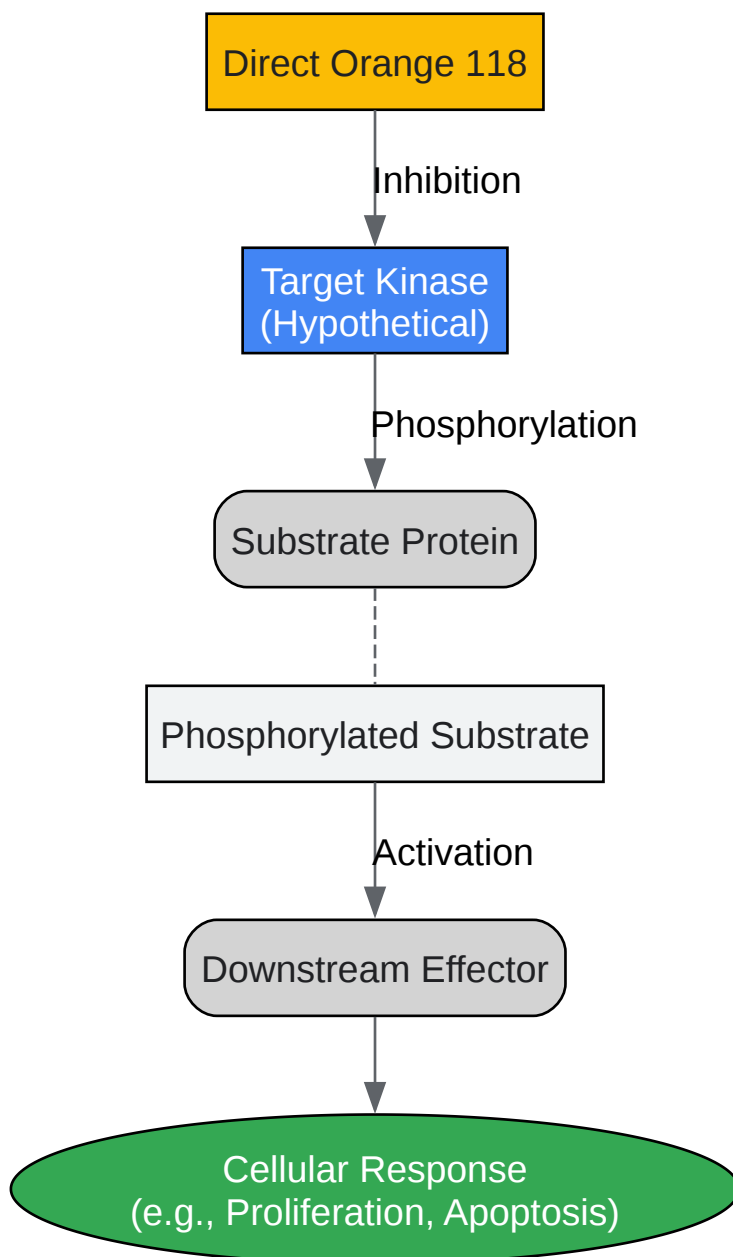 Direct Orange 118
Inhibition
Target Kinase
(Hypothetical)
Phosphorylation
Substrate Protein
Phosphorylated Substrate
Activation
Downstream Effector
Cellular Response
(e.g., Proliferation, Apoptosis)